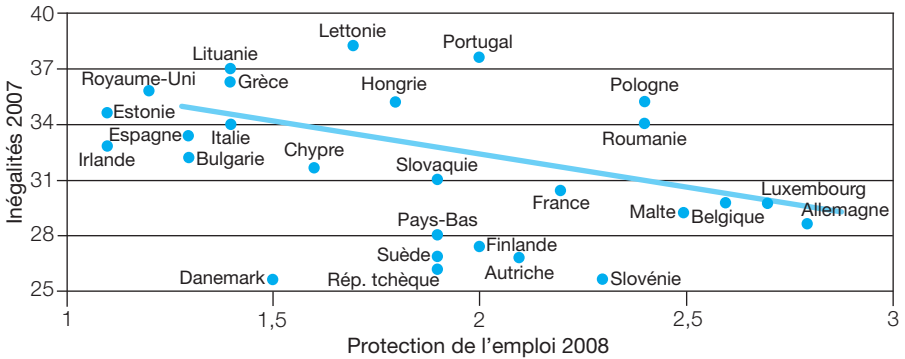 40
Lettonie
Portugal
Lituanie
37
Royaume-Uni
Grèce
Hongrie
Pologne
Estonie
34
Espagne
Italie
Roumanie
Irlande
Bulgarie
Chypre
Slovaquie
31
France
Luxembourg
Malte
Belgique
Allemagne
Pays-Bas
28
Suède
Finlande
Rép. tchèque
Autriche
Danemark
Slovénie
25
Inégalités 2007
1
1,5
2
2,5
3
Protection de l’emploi 2008